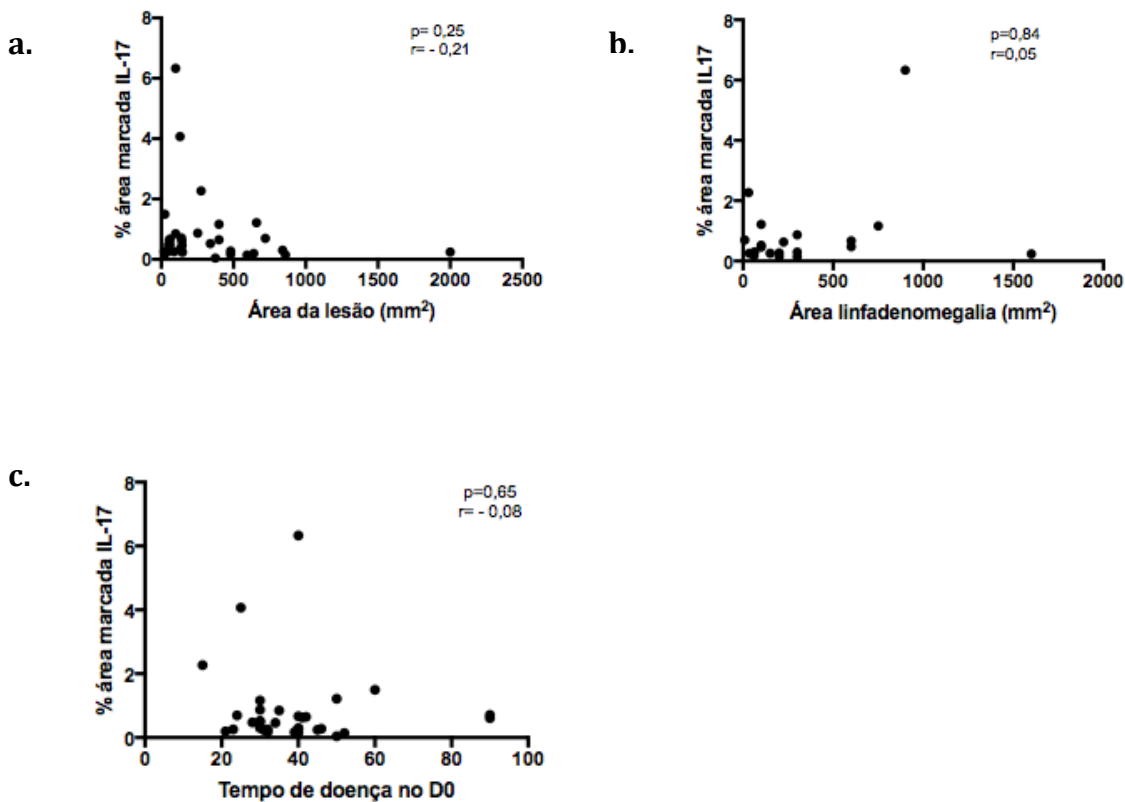 a.
p= 0,25
r= - 0,21
% área marcada IL-17
8
6
4
2
0
0 500 1000 1500 2000 2500
Área da lesão (mm²)
b.
p=0,84
r=0,05
% área marcada IL17
8
6
4
2
0
0 500 1000 1500 2000
Área linfadenomegalia (mm²)
c.
p=0,65
r= - 0,08
% área marcada IL-17
8
6
4
2
0
0 20 40 60 80 100
Tempo de doença no D0